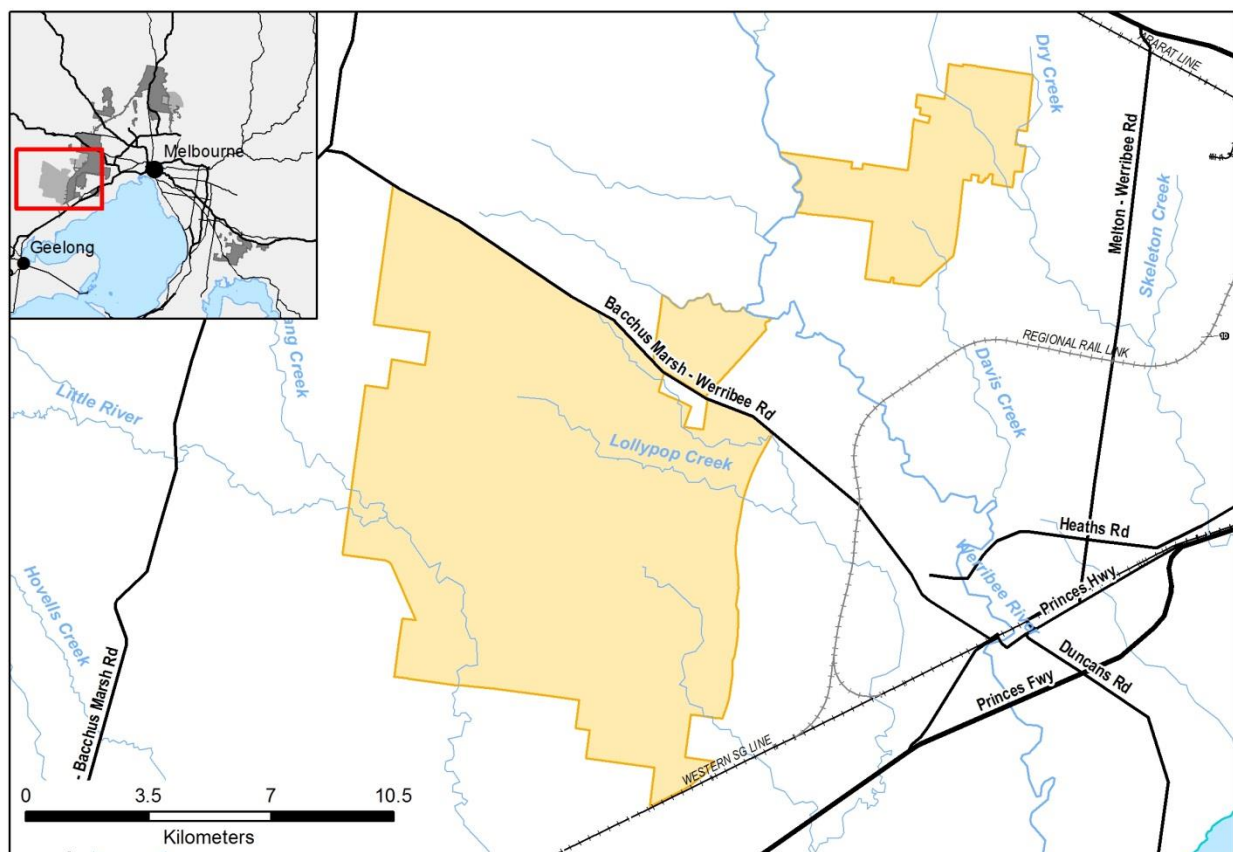 Melbourne
Geelong
ARARAT LINE
Dry Creek
Melton - Werribee Rd
Skeleton Creek
Bacchus Marsh - Werribee Rd
REGIONAL RAIL LINK
Davis Creek
ang Creek
Little River
Lollypop Creek
Heaths Rd
Hovells Creek
Werribee River
Princes Hwy
Duncans Rd
Princes Fwy
- Bacchus Marsh Rd
WESTERN SG LINE
0 3.5 7 10.5
Kilometers